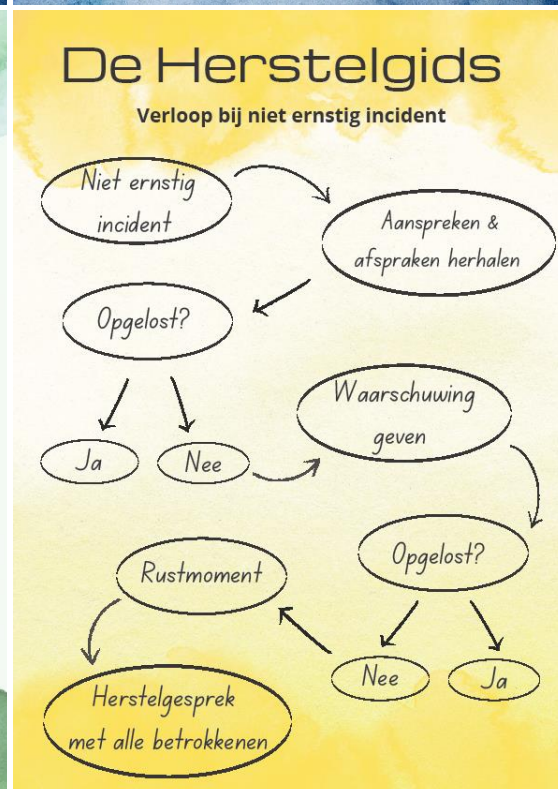 De Herstelgids
Verloop bij niet ernstig incident
Niet ernstig
incident
Aanspreken &
afspraken herhalen
Opgelost?
Ja
Nee
Waarschuwing
geven
Opgelost?
Nee
Ja
Rustmoment
Herstelgesprek
met alle betrokkenen